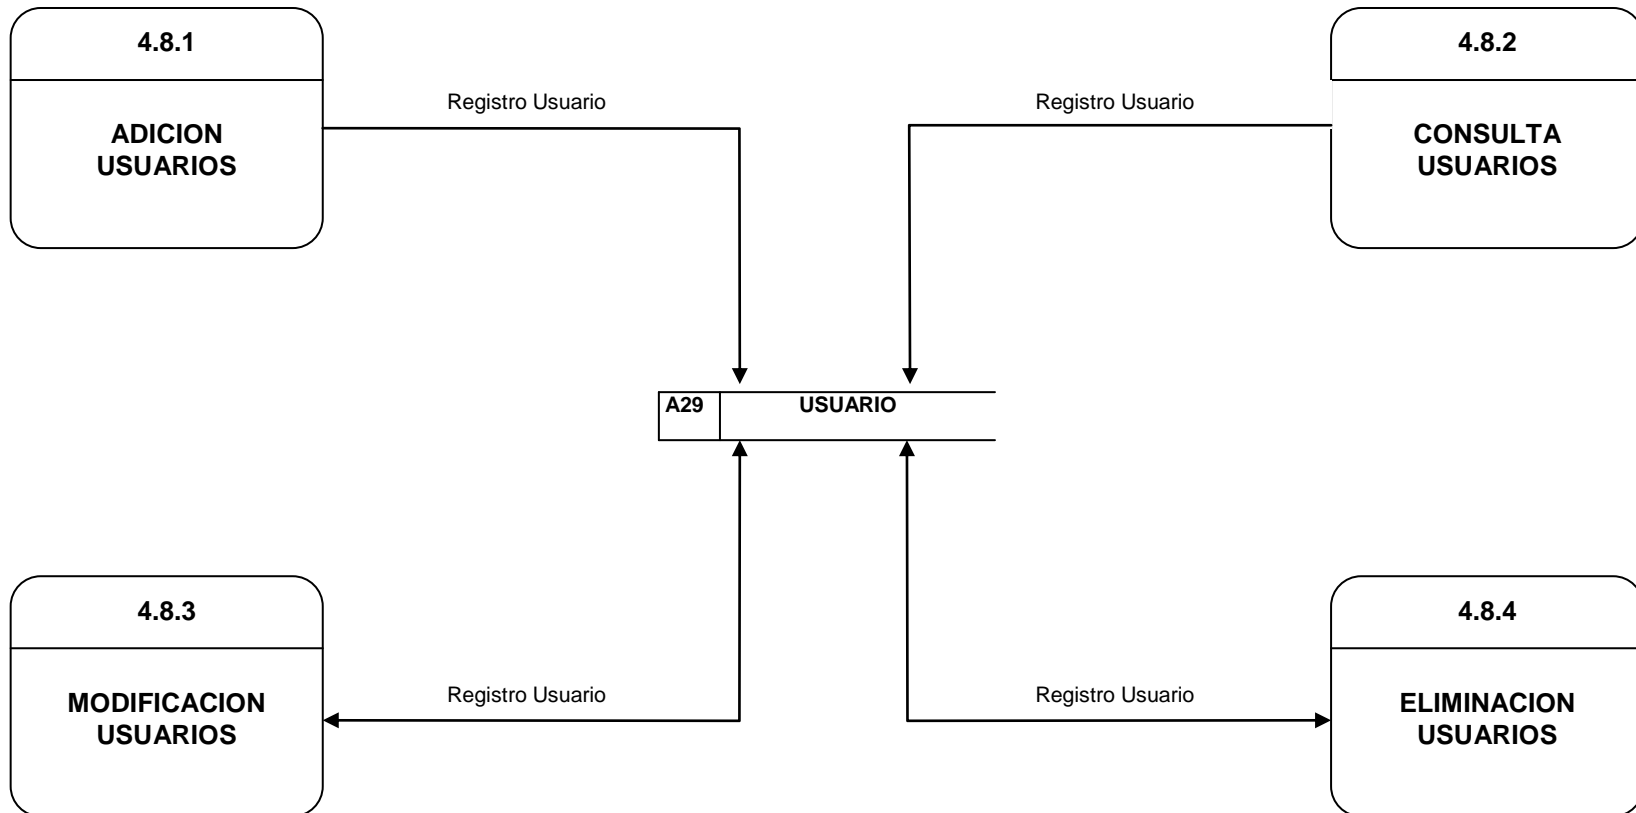 4.8.1
ADICION
USUARIOS
Registro Usuario
Registro Usuario
4.8.2
CONSULTA
USUARIOS
A29
USUARIO
4.8.3
MODIFICACION
USUARIOS
Registro Usuario
Registro Usuario
4.8.4
ELIMINACION
USUARIOS